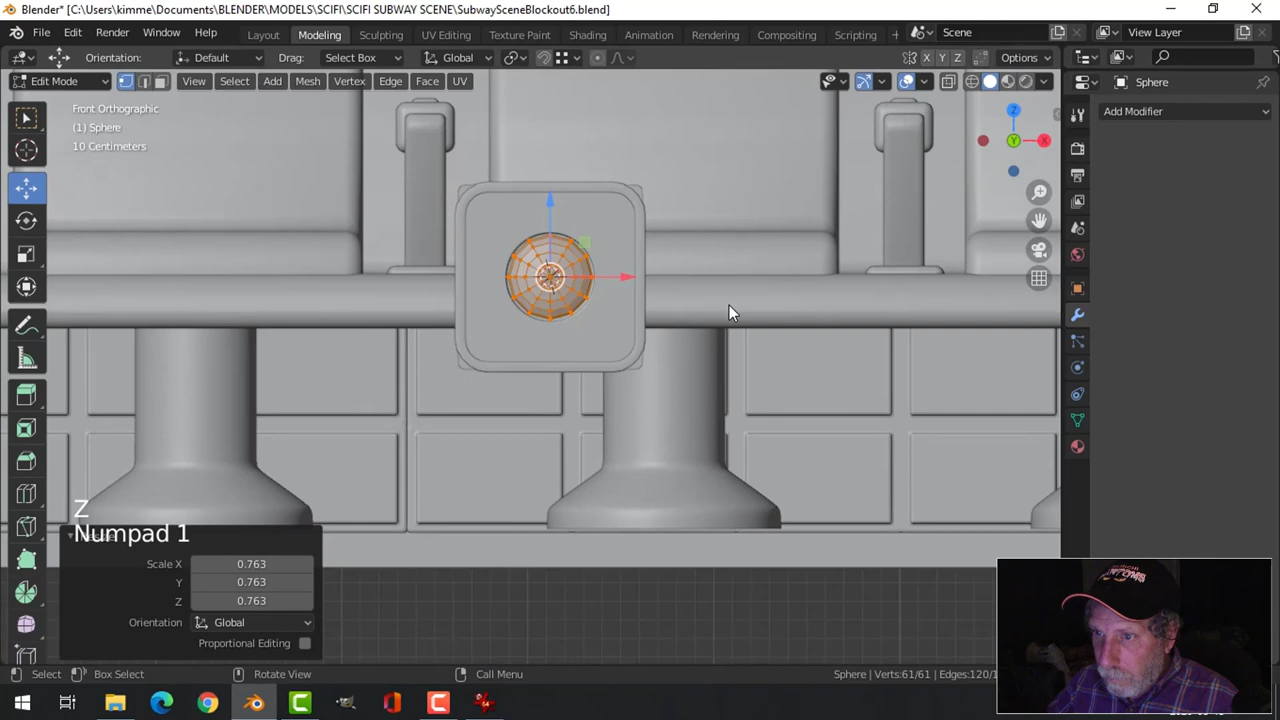 Blender* [C:\Users\kimme\Documents\BLENDER\MODELS\SCIFI\SCIFI SUBWAY SCENE\SubwaySceneBlockout6.blend]
File Edit Render Window Help Layout Modeling Sculpting UV Editing Texture Paint Shading Animation Rendering Compositing Scripting + Scene View Layer
Orientation: Default Drag: Select Box Global X Y Z Options
Edit Mode View Select Add Mesh Vertex Edge Face UV Sphere
Front Orthographic
(1) Sphere
10 Centimeters
Z
X
Y
Add Modifier
Z
Numpad 1
Scale X 0.763
Y 0.763
Z 0.763
Orientation Global
Proportional Editing
Select Box Select Rotate View Call Menu Sphere | Verts:61/61 | Edges:120/1